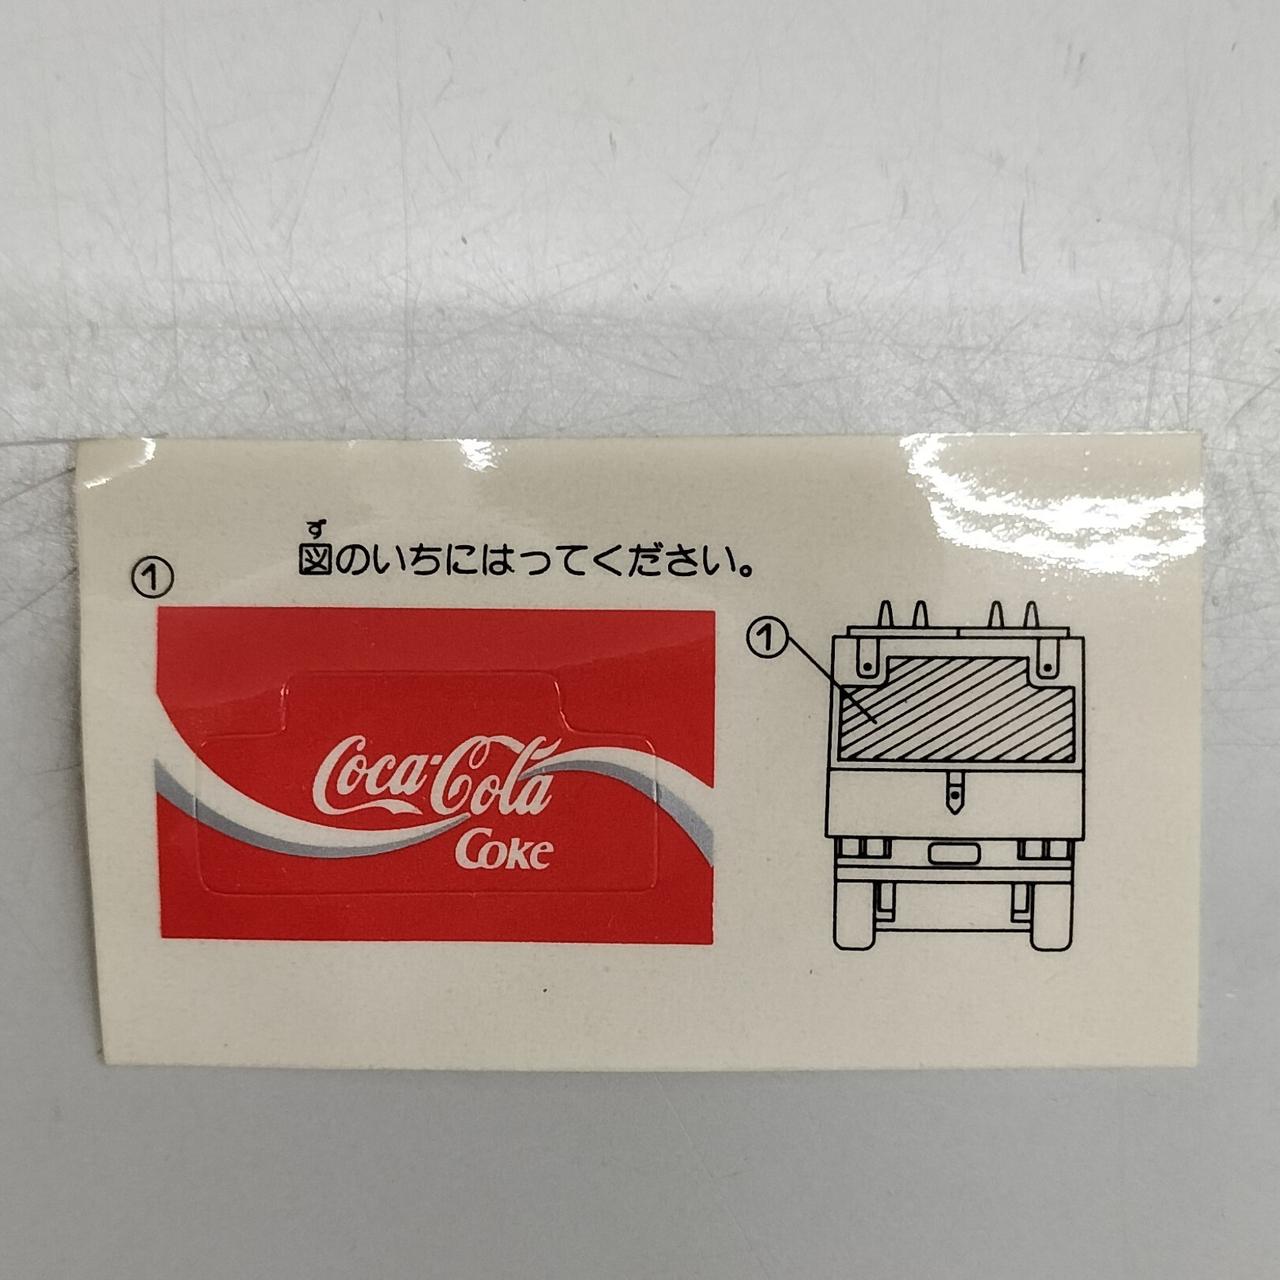 ず
図のいちにはってください。
①
①
Coca-Cola
Coke